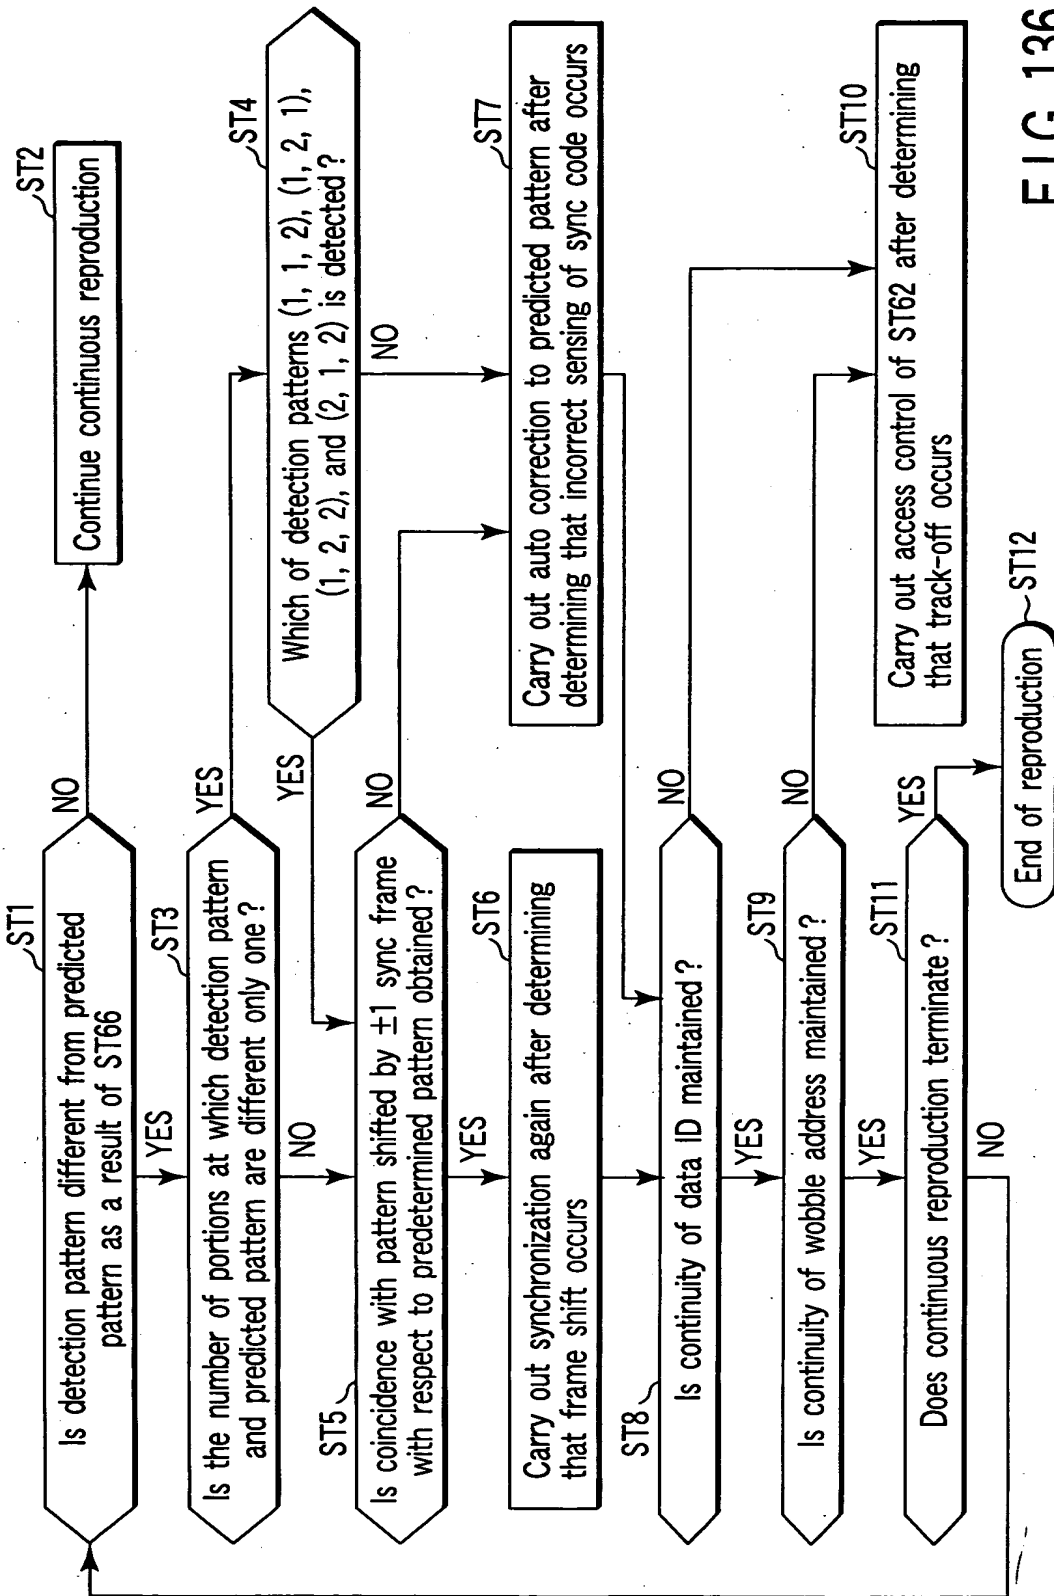 ST1
Is detection pattern different from predicted
pattern as a result of ST66
NO
ST2
Continue continuous reproduction
YES
ST3
Is the number of portions at which detection pattern
and predicted pattern are different only one ?
YES
NO
ST4
Which of detection patterns (1, 1, 2), (1, 2, 1),
(1, 2, 2), and (2, 1, 2) is detected ?
YES
NO
ST5
Is coincidence with pattern shifted by ±1 sync frame
with respect to predetermined pattern obtained ?
NO
YES
ST6
Carry out synchronization again after determining
that frame shift occurs
ST7
Carry out auto correction to predicted pattern after
determining that incorrect sensing of sync code occurs
ST8
Is continuity of data ID maintained ?
NO
YES
ST9
Is continuity of wobble address maintained ?
NO
YES
ST10
Carry out access control of ST62 after determining
that track-off occurs
ST11
Does continuous reproduction terminate ?
YES
NO
End of reproduction
ST12
FIG. 136